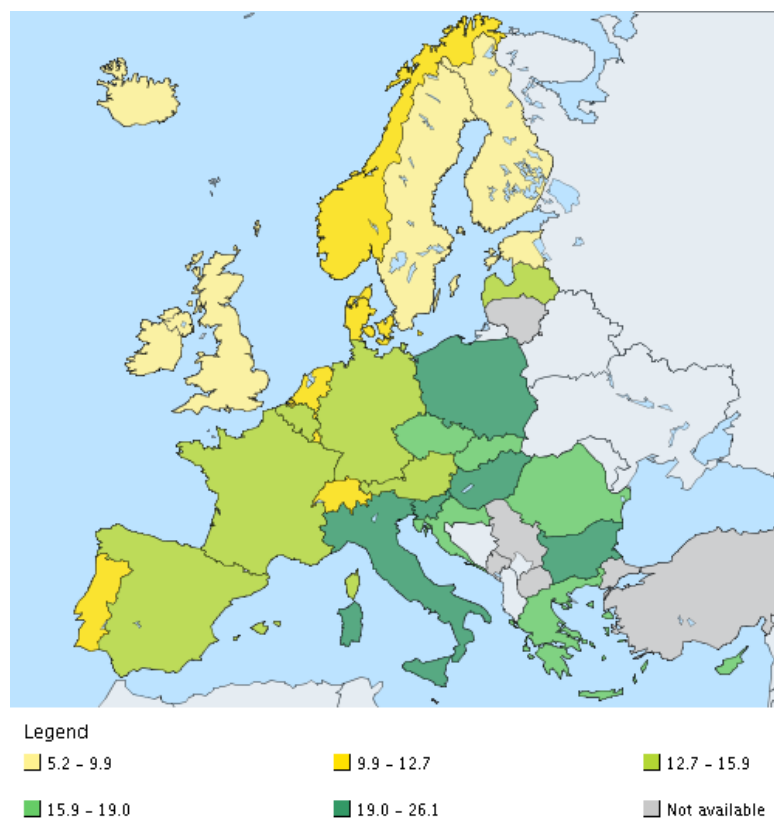 Legend
5.2 - 9.9
9.9 - 12.7
12.7 - 15.9
15.9 - 19.0
19.0 - 26.1
Not available